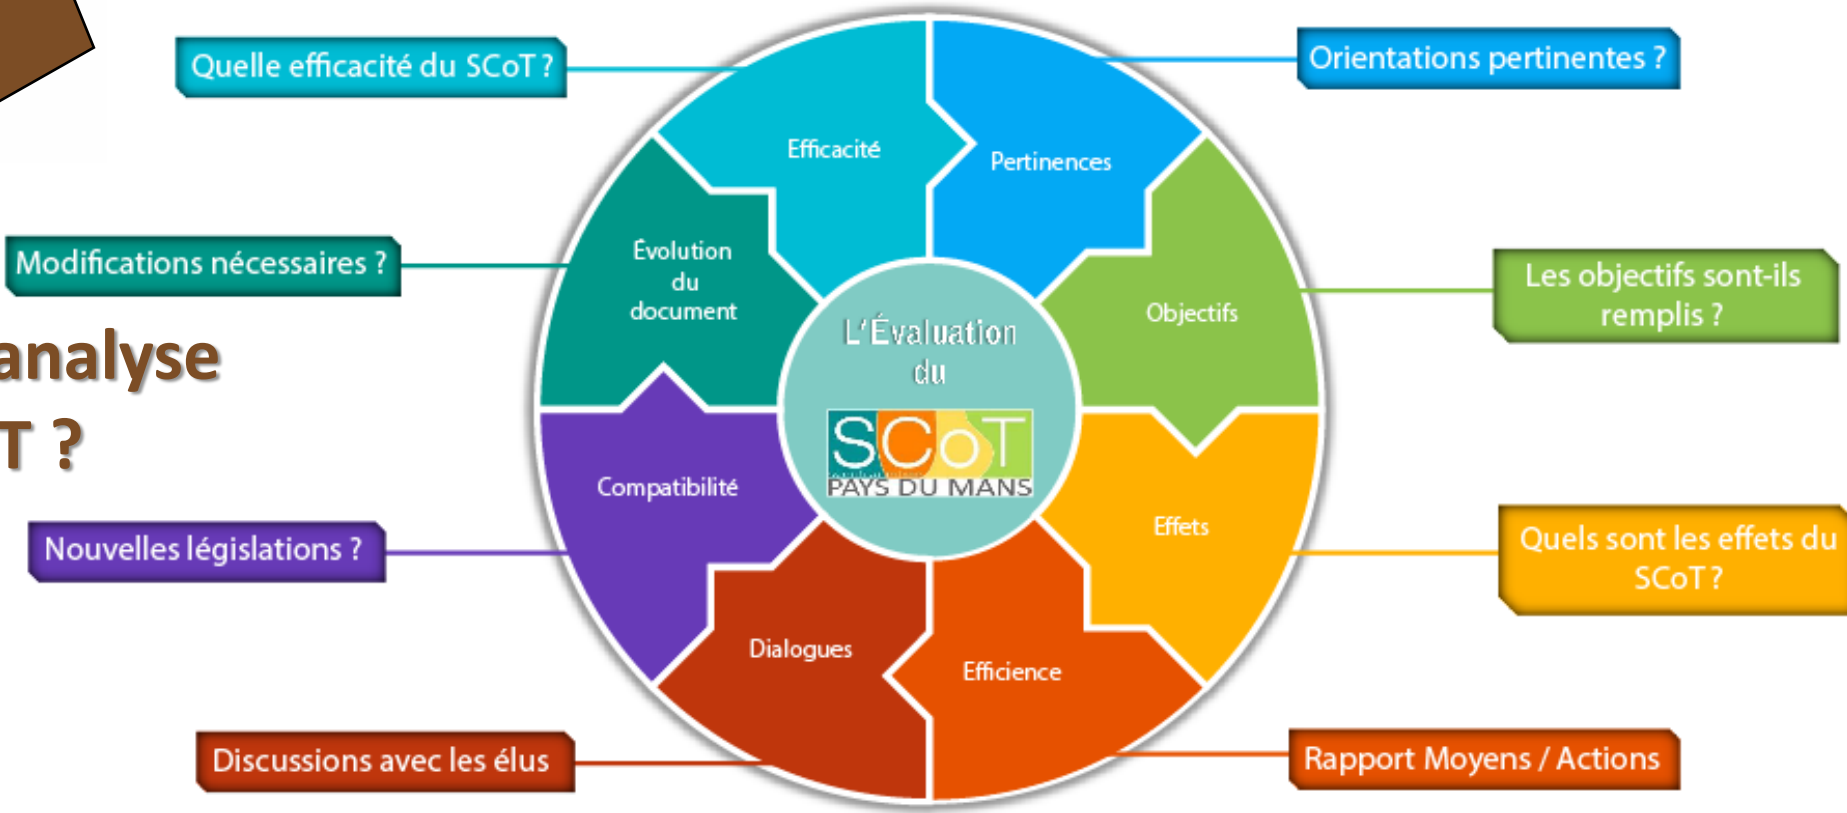 Quelle efficacité du SCoT ?
Orientations pertinentes ?
Efficacité
Pertinences
Modifications nécessaires ?
Évolution
du
document
Objectifs
Les objectifs sont-ils
remplis ?
analyse
T ?
L'Évaluation
du
SCoT
PAYS DU MANS
Compatibilité
Effets
Nouvelles législations ?
Quels sont les effets du
SCoT ?
Dialogues
Efficience
Discussions avec les élus
Rapport Moyens / Actions